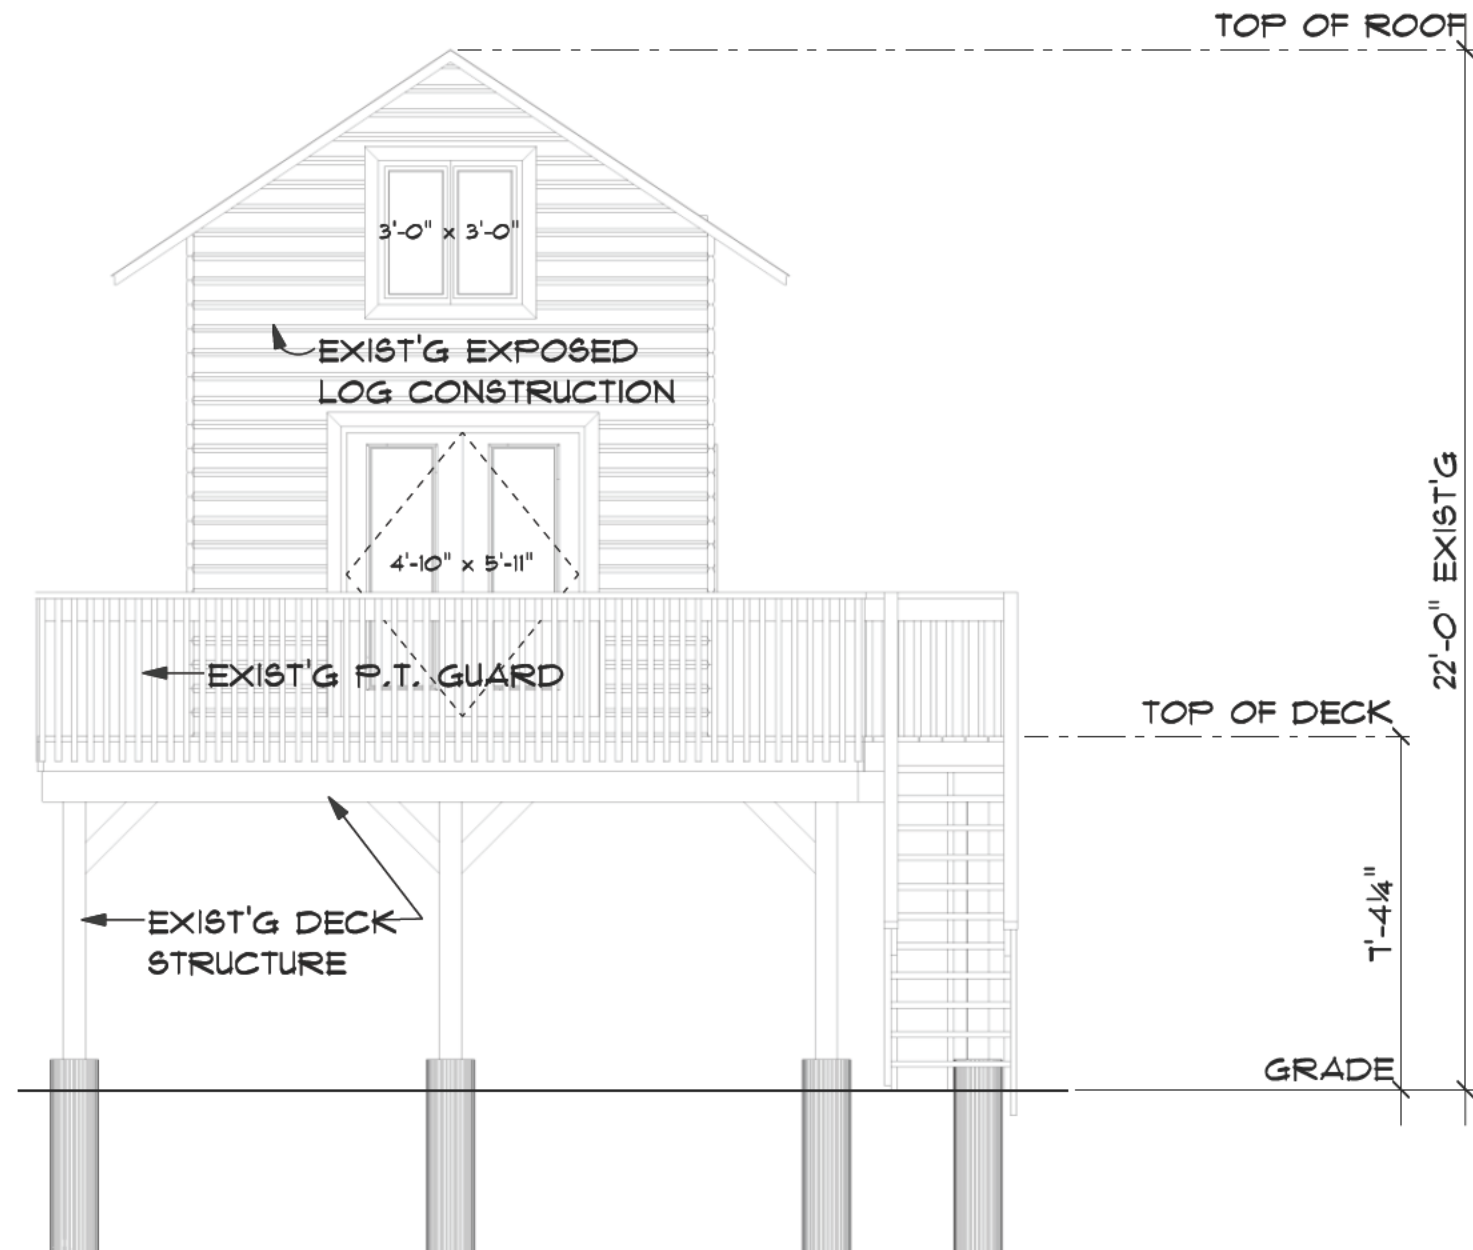 TOP OF ROOF
3'-0" x 3'-0"
EXIST'G EXPOSED
LOG CONSTRUCTION
22'-0" EXIST'G
4'-10" x 5'-11"
EXIST'G P.T. GUARD
TOP OF DECK
7'-4¼"
EXIST'G DECK
STRUCTURE
GRADE